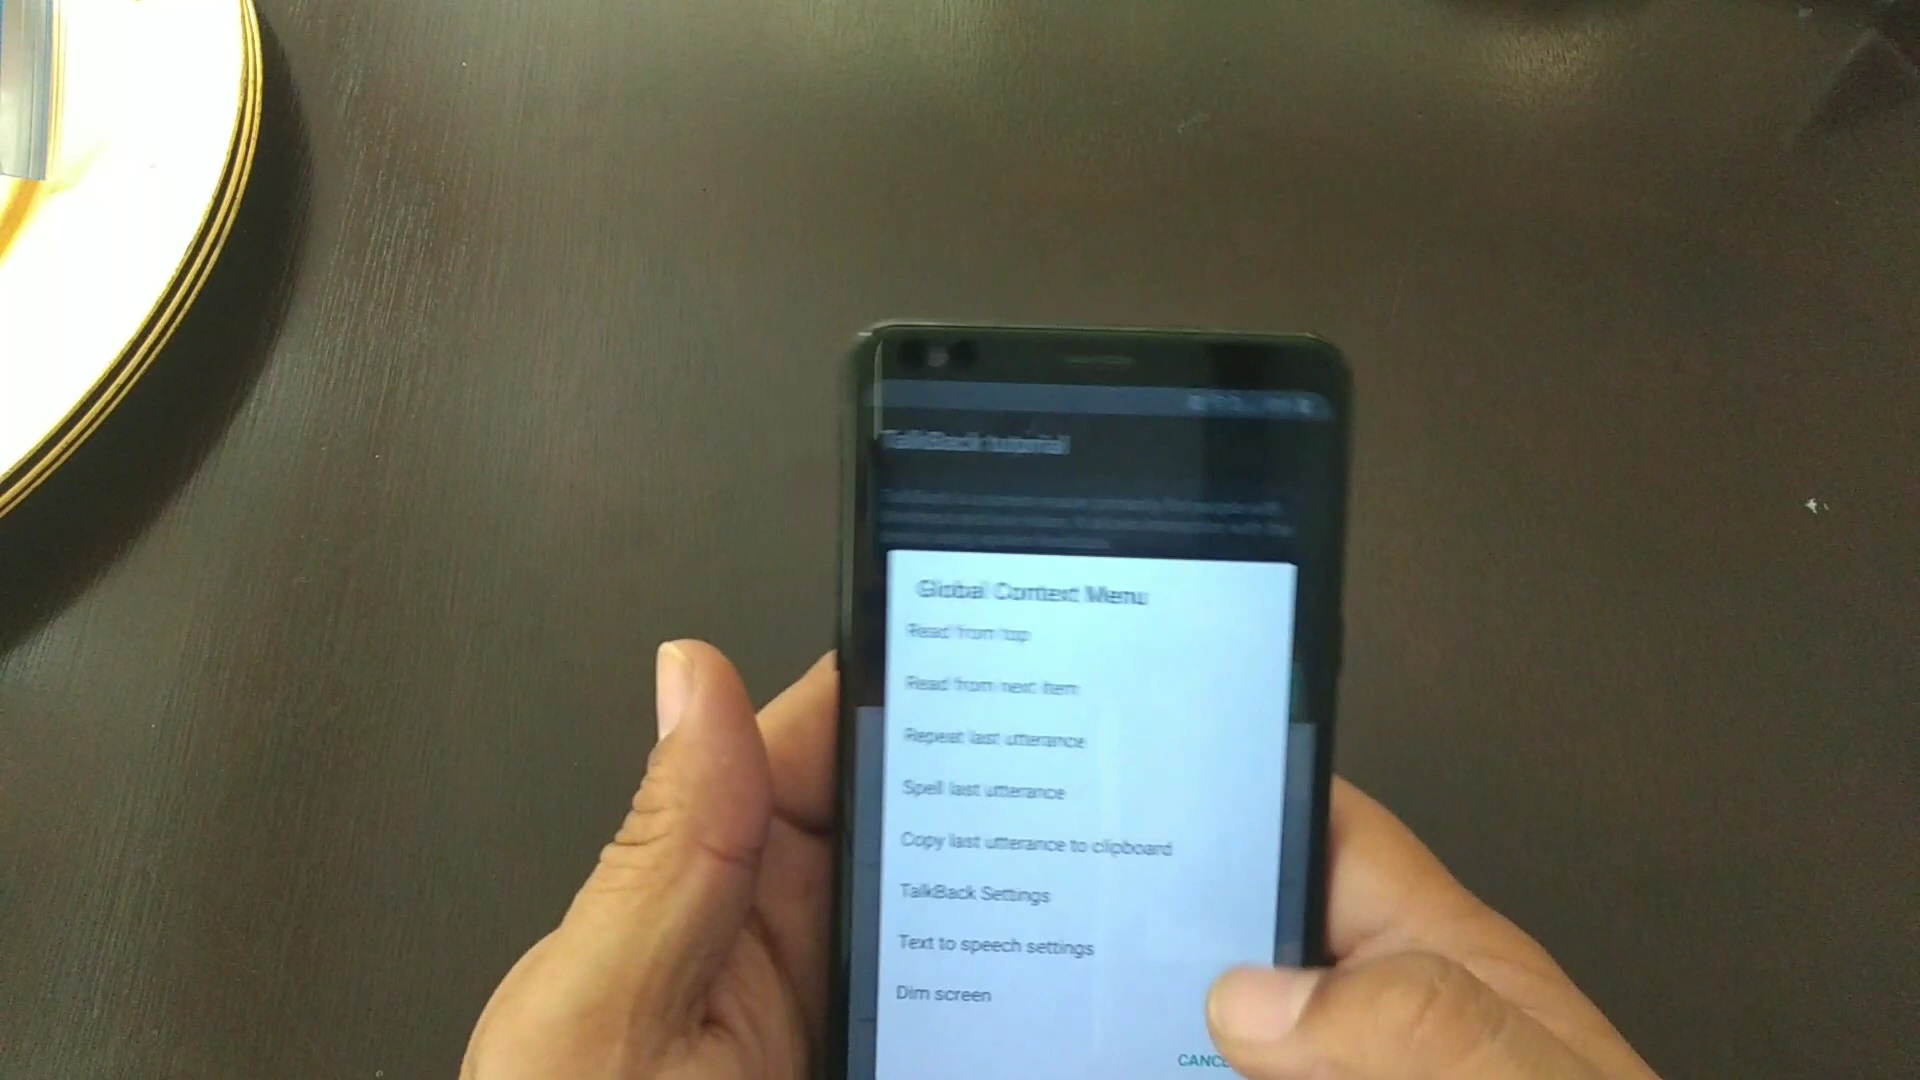 TalkBack tutorial
Global Context Menu
Read from top
Read from next item
Repeat last utterance
Spell last utterance
Copy last utterance to clipboard
TalkBack Settings
Text to speech settings
Dim screen
CANCE